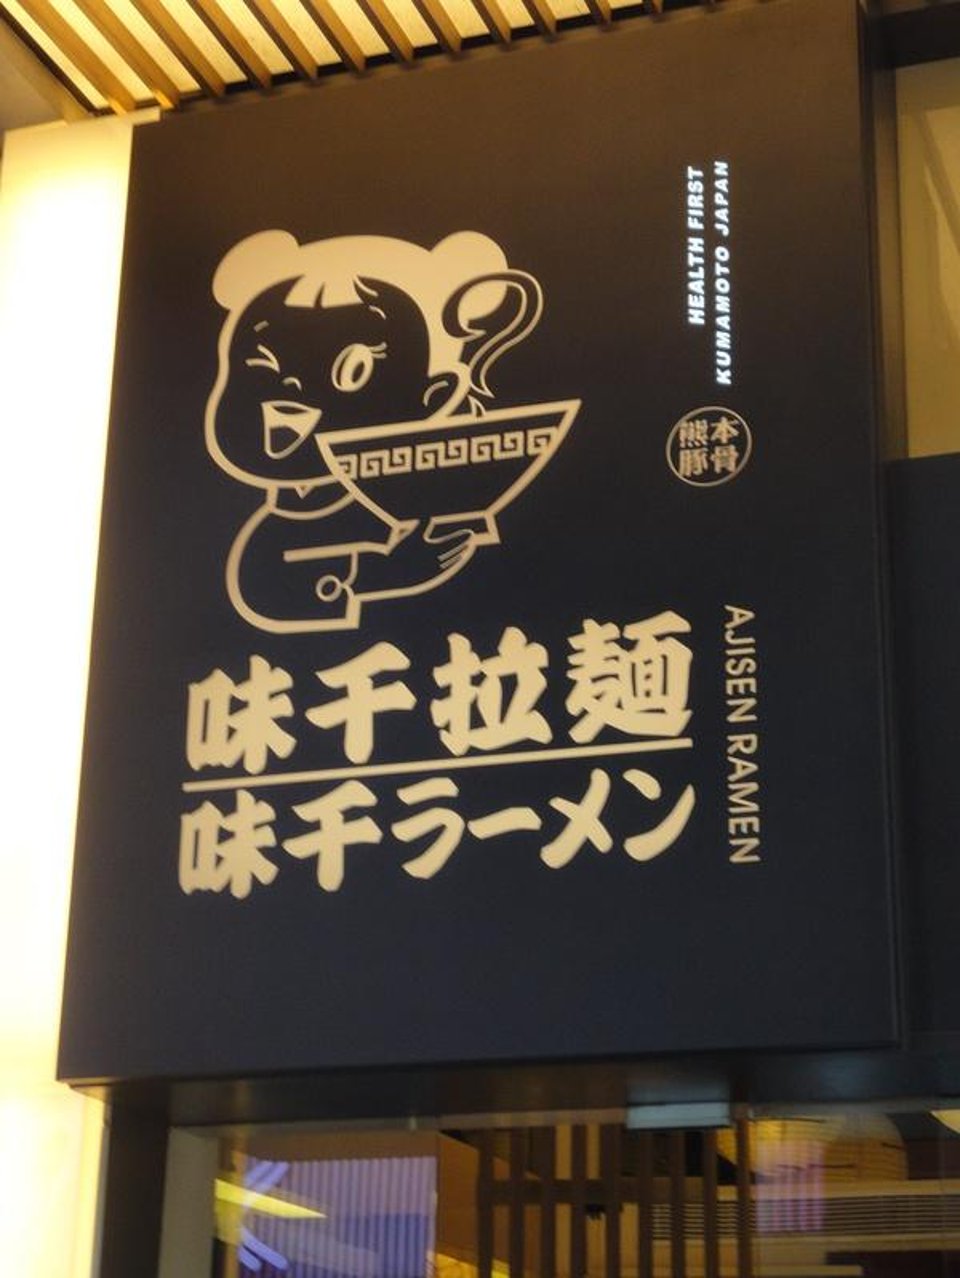 HEALTH FIRST
KUMAMOTO JAPAN
熊本
豚骨
味千拉麺
味千ラーメン
AJISEN RAMEN